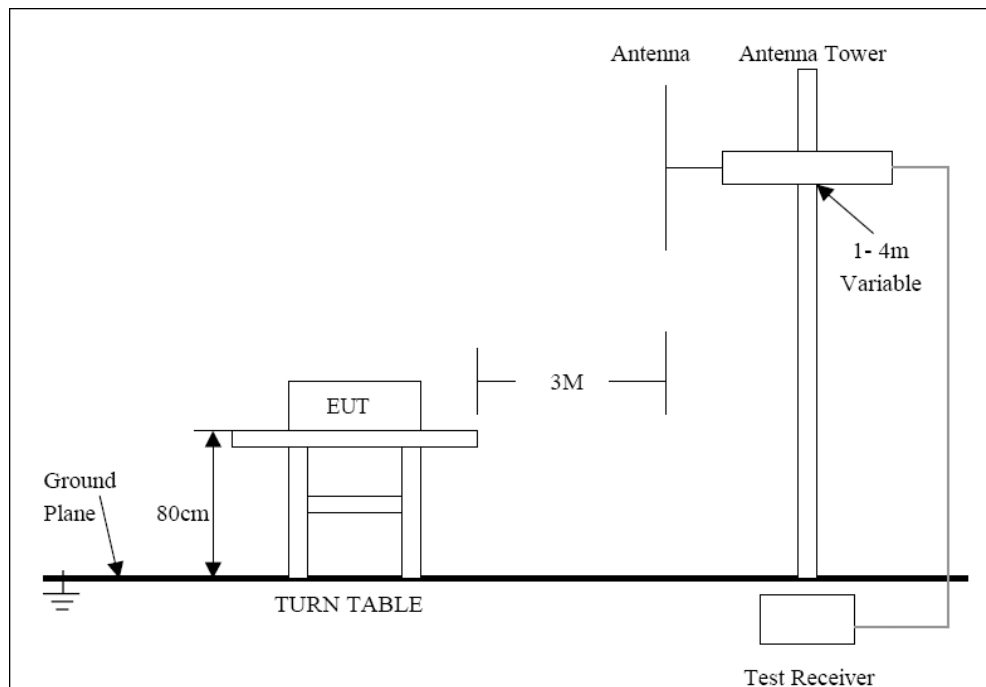 Antenna
Antenna Tower
1- 4m
Variable
3M
EUT
Ground
Plane
80cm
TURN TABLE
Test Receiver